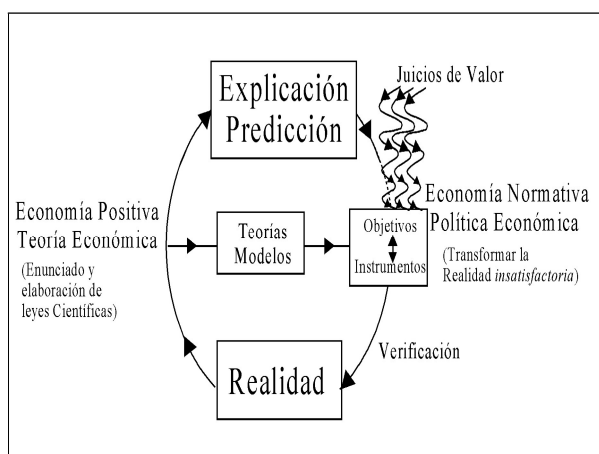 Explicación
Predicción
Juicios de Valor
Economía Positiva
Teoría Económica
(Enunciado y
elaboración de
leyes Científicas)
Teorías
Modelos
Objetivos
Instrumentos
Economía Normativa
Política Económica
(Transformar la
Realidad insatisfactoria)
Verificación
Realidad